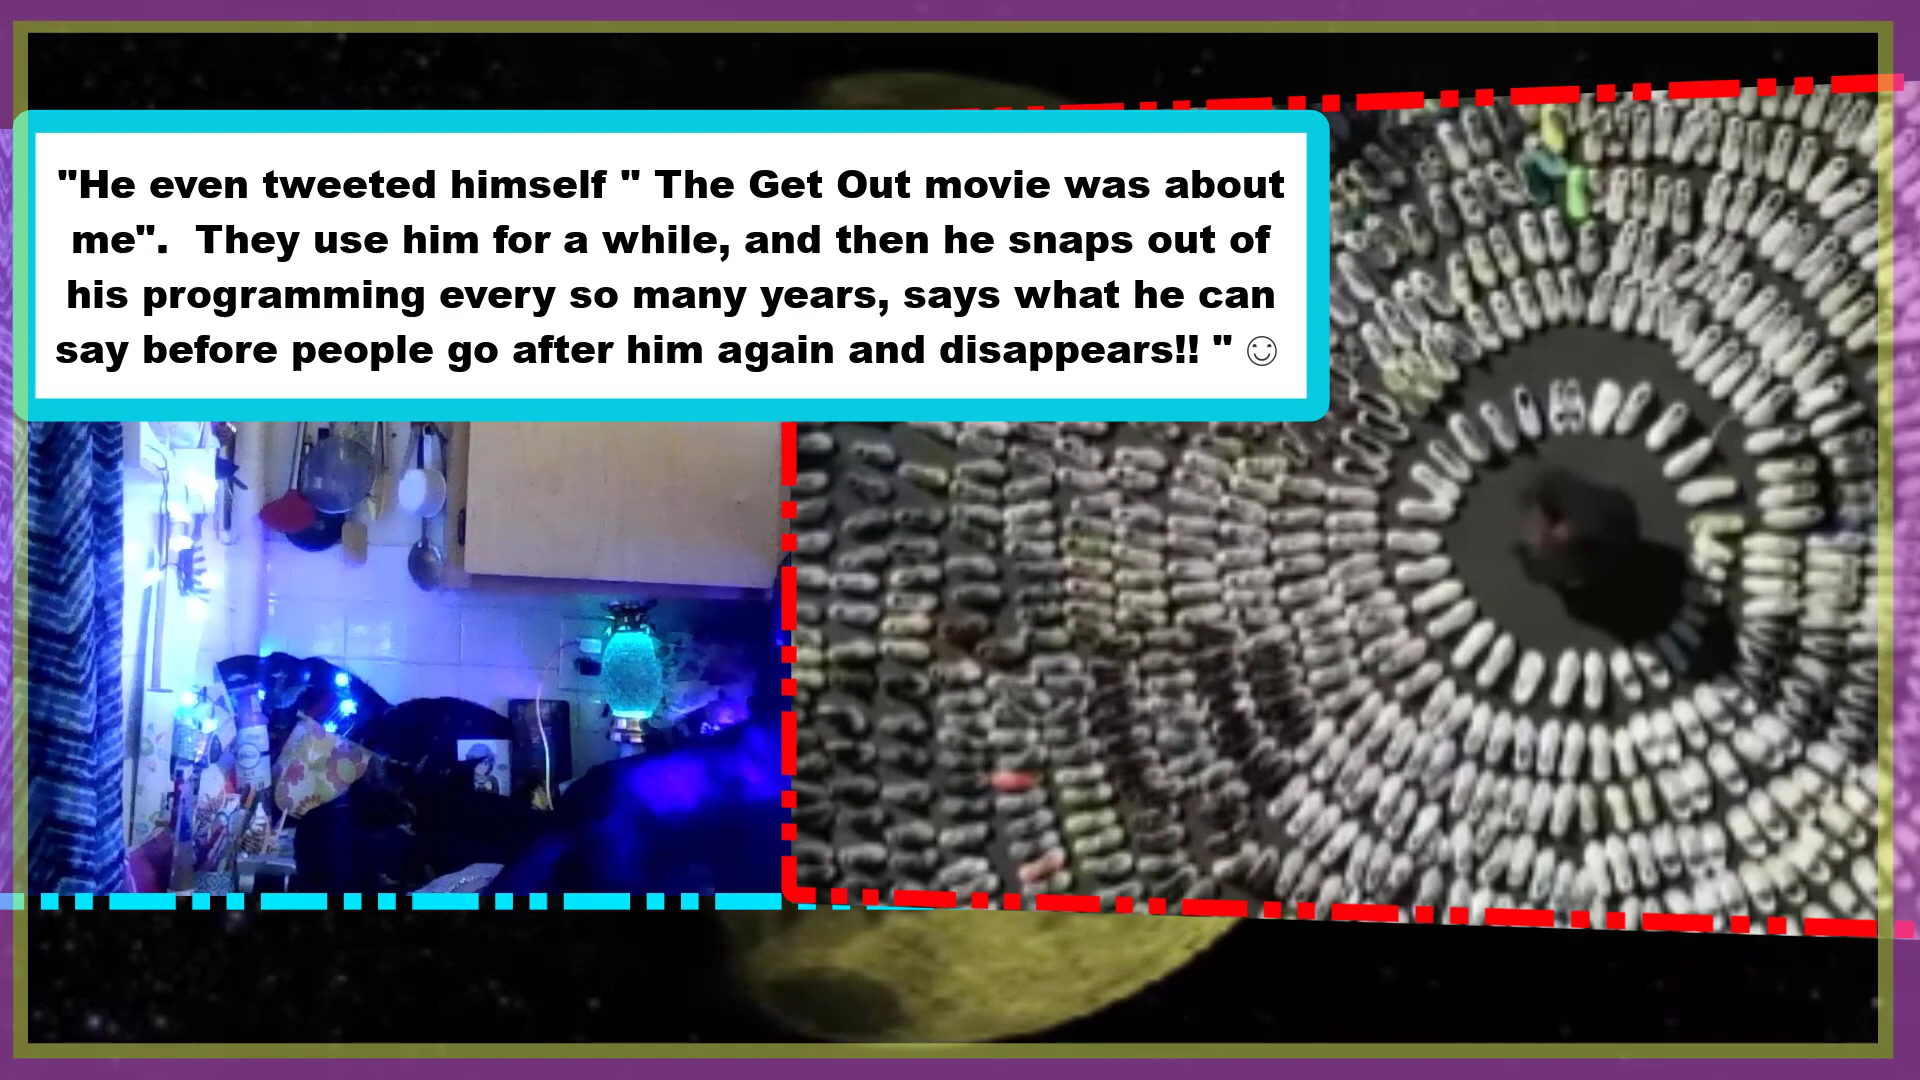 "He even tweeted himself " The Get Out movie was about
me".  They use him for a while, and then he snaps out of
his programming every so many years, says what he can
say before people go after him again and disappears!! " ☺